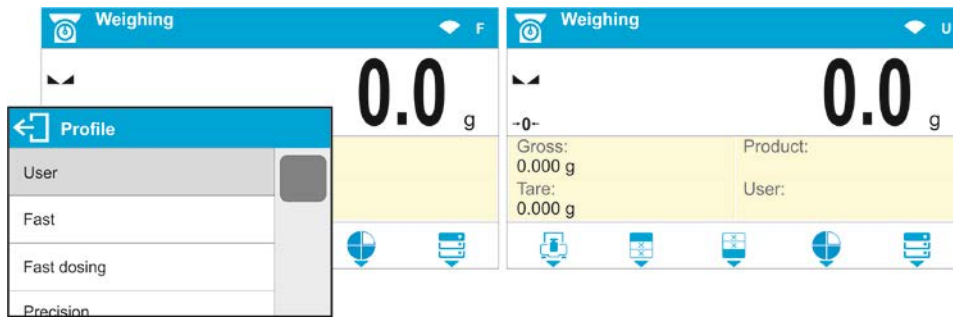 Weighing
F
0.0
g
Profile
User
Fast
Fast dosing
Precision
Weighing
U
→0←
0.0
g
Gross:
0.000 g
Tare:
0.000 g
Product:
User: